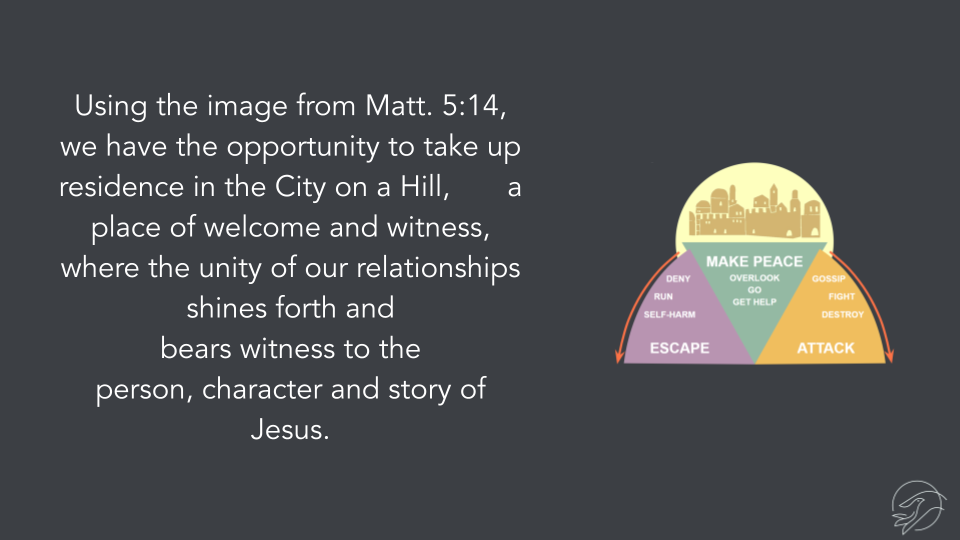 Using the image from Matt. 5:14,
we have the opportunity to take up
residence in the City on a Hill, a
place of welcome and witness,
where the unity of our relationships
shines forth and
bears witness to the
person, character and story of
Jesus.
MAKE PEACE
OVERLOOK
GO
GET HELP
DENY
RUN
SELF-HARM
ESCAPE
GOSSIP
FIGHT
DESTROY
ATTACK